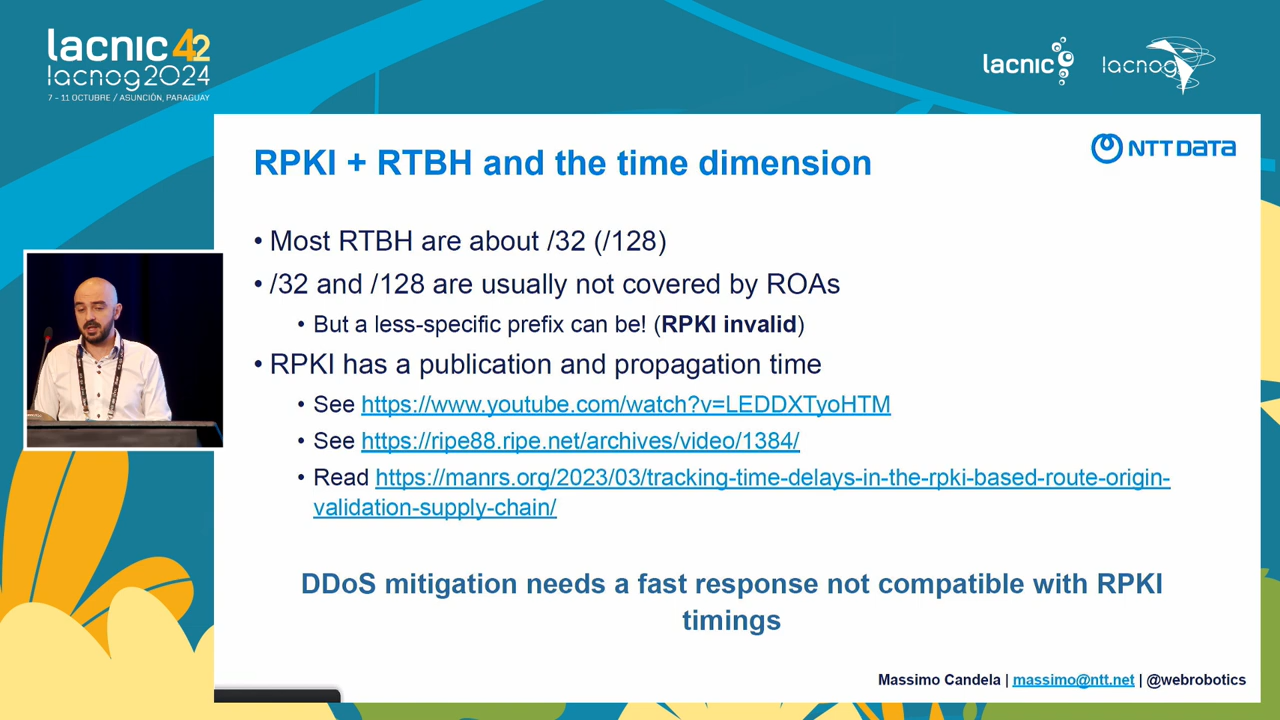 lacnic 42
lacnog2024
7 - 11 OCTUBRE / ASUNCIÓN, PARAGUAY
lacnic
lacnog
NTT DATA
RPKI + RTBH and the time dimension
• Most RTBH are about /32 (/128)
• /32 and /128 are usually not covered by ROAs
• But a less-specific prefix can be! (RPKI invalid)
• RPKI has a publication and propagation time
• See https://www.youtube.com/watch?v=LEDDXTyoHTM
• See https://ripe88.ripe.net/archives/video/1384/
• Read https://manrs.org/2023/03/tracking-time-delays-in-the-rpki-based-route-origin-
validation-supply-chain/
DDoS mitigation needs a fast response not compatible with RPKI
timings
Massimo Candela | massimo@ntt.net | @webrobotics